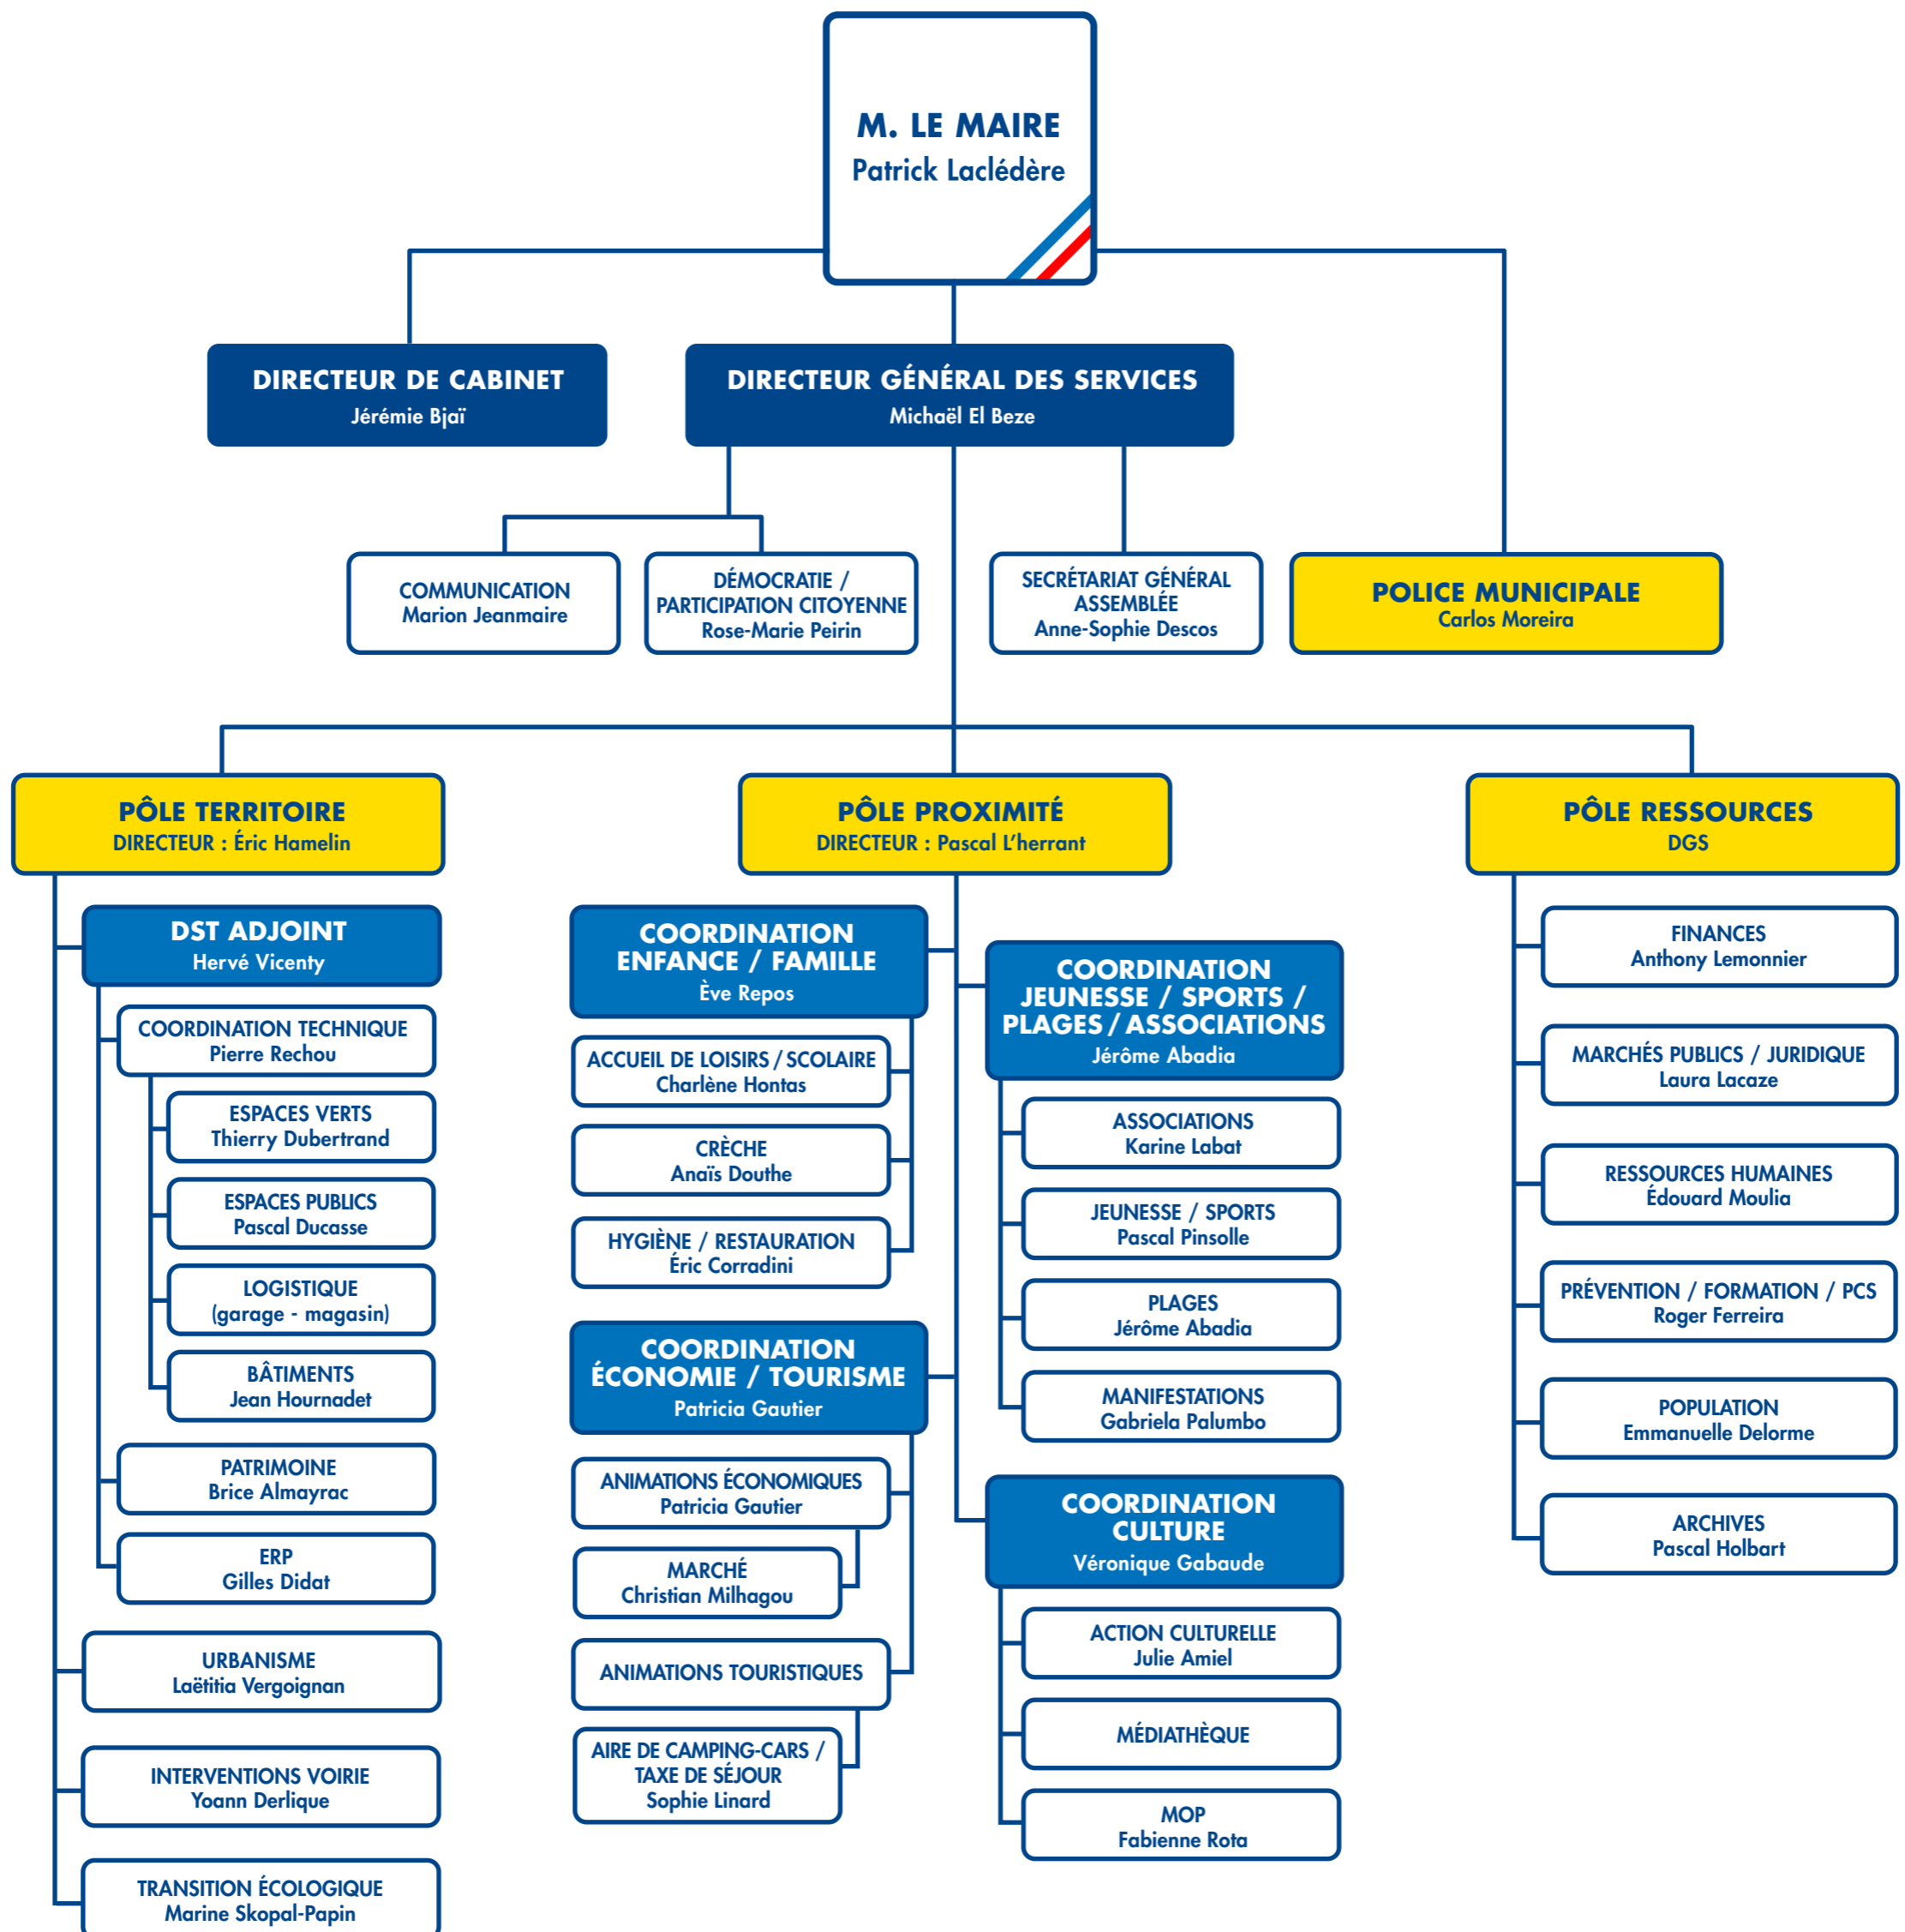 M. LE MAIRE
Patrick Laclédère
DIRECTEUR DE CABINET
Jérémie Bjaï
DIRECTEUR GÉNÉRAL DES SERVICES
Michaël El Beze
COMMUNICATION
Marion Jeanmaire
DÉMOCRATIE /
PARTICIPATION CITOYENNE
Rose-Marie Peirin
SECRÉTARIAT GÉNÉRAL
ASSEMBLÉE
Anne-Sophie Descos
POLICE MUNICIPALE
Carlos Moreira
PÔLE TERRITOIRE
DIRECTEUR : Éric Hamelin
DST ADJOINT
Hervé Vicenty
COORDINATION TECHNIQUE
Pierre Rechou
ESPACES VERTS
Thierry Dubertrand
ESPACES PUBLICS
Pascal Ducasse
LOGISTIQUE
(garage - magasin)
BÂTIMENTS
Jean Hournadet
PATRIMOINE
Brice Almayrac
ERP
Gilles Didat
URBANISME
Laëtitia Vergoignan
INTERVENTIONS VOIRIE
Yoann Derlique
TRANSITION ÉCOLOGIQUE
Marine Skopal-Papin
PÔLE PROXIMITÉ
DIRECTEUR : Pascal L'herrant
COORDINATION
ENFANCE / FAMILLE
Ève Repos
ACCUEIL DE LOISIRS / SCOLAIRE
Charlène Hontas
CRÈCHE
Anaïs Douthe
HYGIÈNE / RESTAURATION
Éric Corradini
COORDINATION
ÉCONOMIE / TOURISME
Patricia Gautier
ANIMATIONS ÉCONOMIQUES
Patricia Gautier
MARCHÉ
Christian Milhagou
ANIMATIONS TOURISTIQUES
AIRE DE CAMPING-CARS /
TAXE DE SÉJOUR
Sophie Linard
COORDINATION
JEUNESSE / SPORTS /
PLAGES / ASSOCIATIONS
Jérôme Abadia
ASSOCIATIONS
Karine Labat
JEUNESSE / SPORTS
Pascal Pinsolle
PLAGES
Jérôme Abadia
MANIFESTATIONS
Gabriela Palumbo
COORDINATION
CULTURE
Véronique Gabaude
ACTION CULTURELLE
Julie Amiel
MÉDIATHÈQUE
MOP
Fabienne Rota
PÔLE RESSOURCES
DGS
FINANCES
Anthony Lemonnier
MARCHÉS PUBLICS / JURIDIQUE
Laura Lacaze
RESSOURCES HUMAINES
Édouard Moulia
PRÉVENTION / FORMATION / PCS
Roger Ferreira
POPULATION
Emmanuelle Delorme
ARCHIVES
Pascal Holbart